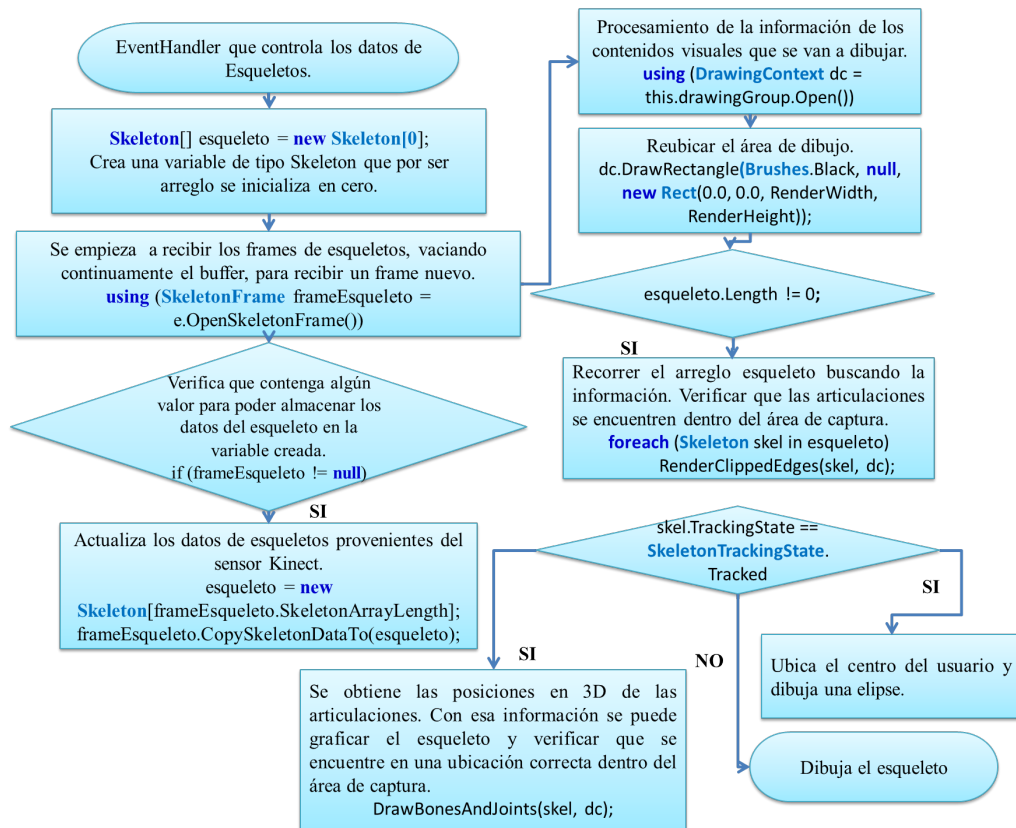 EventHandler que controla los datos de
Esqueletos.
Skeleton[] esqueleto = new Skeleton[0];
Crea una variable de tipo Skeleton que por ser
arreglo se inicializa en cero.
Se empieza a recibir los frames de esqueletos, vaciando
continuamente el buffer, para recibir un frame nuevo.
using (SkeletonFrame frameEsqueleto =
e.OpenSkeletonFrame())
Verifica que contenga algún
valor para poder almacenar los
datos del esqueleto en la
variable creada.
if (frameEsqueleto != null)
SI
Actualiza los datos de esqueletos provenientes del
sensor Kinect.
esqueleto = new
Skeleton[frameEsqueleto.SkeletonArrayLength];
frameEsqueleto.CopySkeletonDataTo(esqueleto);
Procesamiento de la información de los
contenidos visuales que se van a dibujar.
using (DrawingContext dc =
this.drawingGroup.Open())
Reubicar el área de dibujo.
dc.DrawRectangle(Brushes.Black, null,
new Rect(0.0, 0.0, RenderWidth,
RenderHeight));
esqueleto.Length != 0;
SI
Recorrer el arreglo esqueleto buscando la
información. Verificar que las articulaciones
se encuentren dentro del área de captura.
foreach (Skeleton skel in esqueleto)
RenderClippedEdges(skel, dc);
skel.TrackingState ==
SkeletonTrackingState.
Tracked
SI
Ubica el centro del usuario y
dibuja una elipse.
NO
Dibuja el esqueleto
SI
Se obtiene las posiciones en 3D de las
articulaciones. Con esa información se puede
graficar el esqueleto y verificar que se
encuentre en una ubicación correcta dentro del
área de captura.
DrawBonesAndJoints(skel, dc);